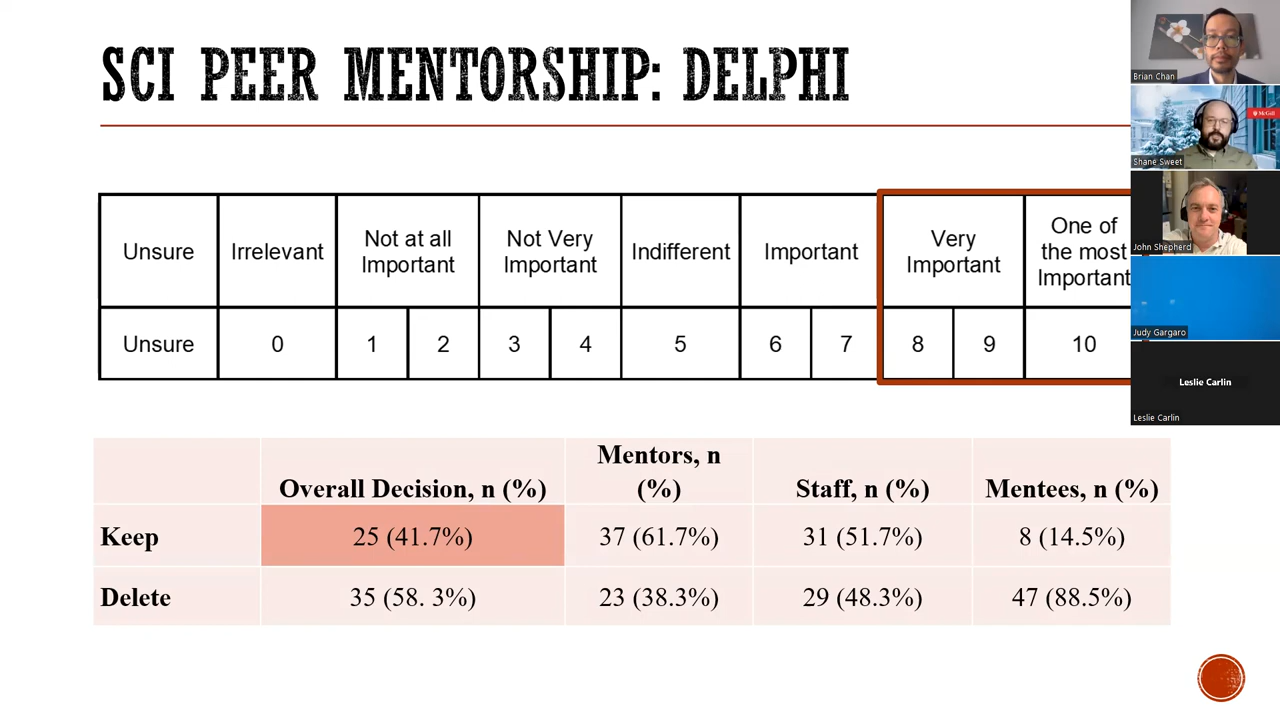 SCI PEER MENTORSHIP: DELPHI
Unsure
Irrelevant
Not at all
Important
Not Very
Important
Indifferent
Important
Very
Important
One of
the most
Important
Unsure
0
1
2
3
4
5
6
7
8
9
10
Overall Decision, n (%)
Mentors, n
(%)
Staff, n (%)
Mentees, n (%)
Keep
25 (41.7%)
37 (61.7%)
31 (51.7%)
8 (14.5%)
Delete
35 (58. 3%)
23 (38.3%)
29 (48.3%)
47 (88.5%)
Brian Chan
McGill
Shane Sweet
John Shepherd
Judy Gargaro
Leslie Carlin
Leslie Carlin